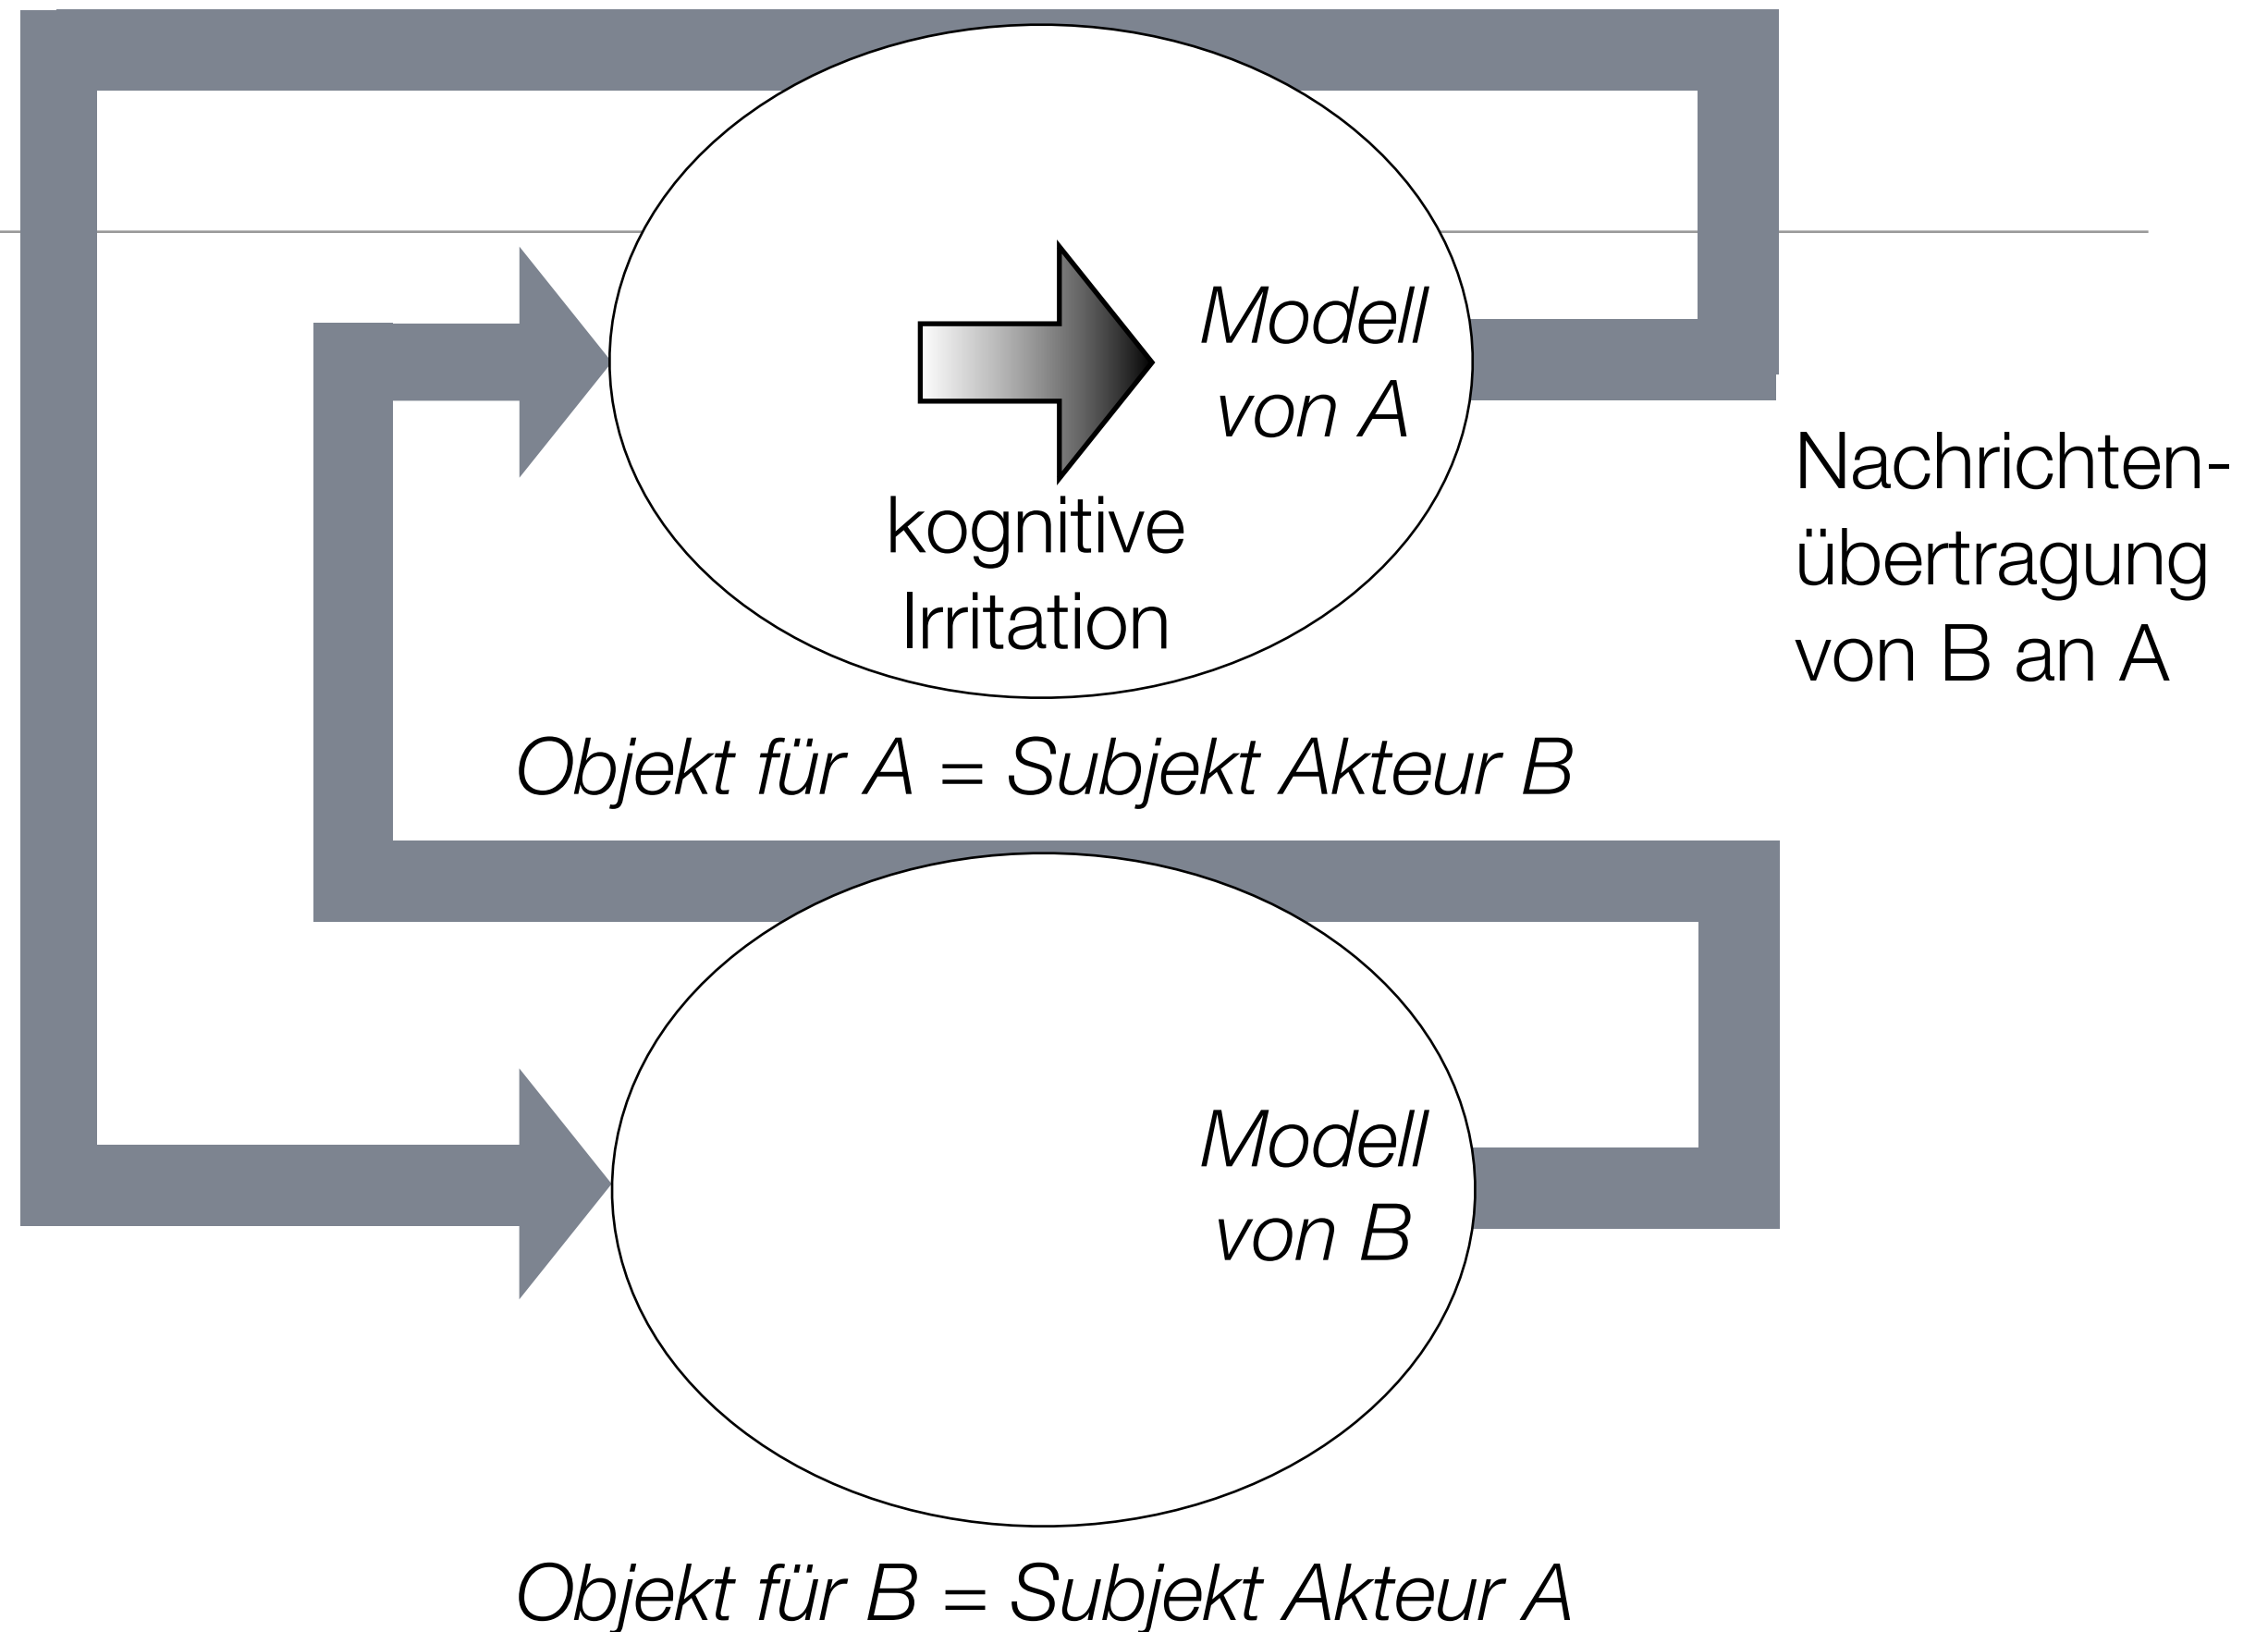 Modell
von A
kognitive
Irritation
Nachrichten-
übertragung
von B an A
Objekt für A = Subjekt Akteur B
Modell
von B
Objekt für B = Subjekt Akteur A